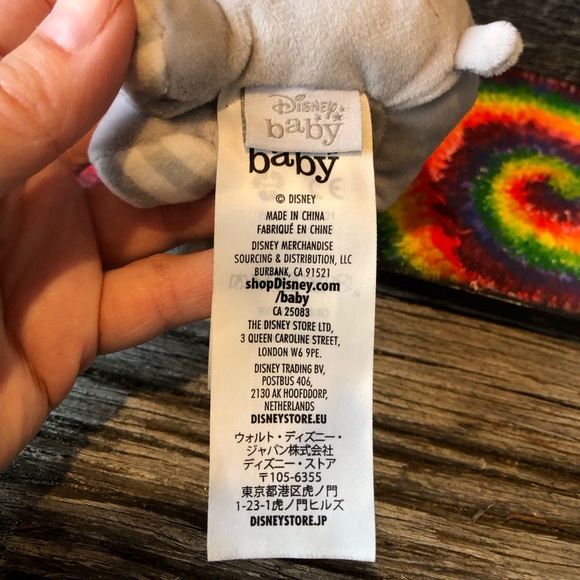 Disney
baby
baby
© DISNEY
MADE IN CHINA
FABRIQUÉ EN CHINE
DISNEY MERCHANDISE
SOURCING & DISTRIBUTION, LLC
BURBANK, CA 91521
shopDisney.com
/baby
CA 25083
THE DISNEY STORE LTD,
3 QUEEN CAROLINE STREET,
LONDON W6 9PE.
DISNEY TRADING BV,
POSTBUS 406,
2130 AK HOOFDDORP,
NETHERLANDS
DISNEYSTORE.EU
ウォルト・ディズニー・
ジャパン株式会社
ディズニー・ストア
〒105-6355
東京都港区虎ノ門
1-23-1虎ノ門ヒルズ
DISNEYSTORE.JP